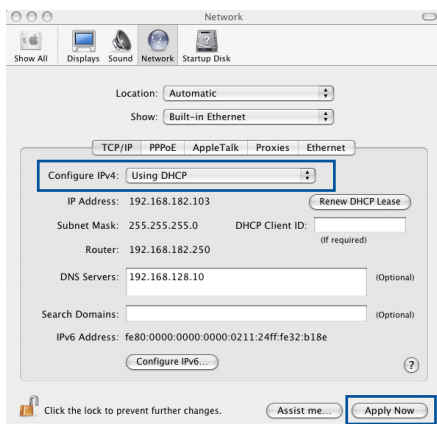 Network
Show All Displays Sound Network Startup Disk
Location: Automatic
Show: Built-in Ethernet
TCP/IP PPPoE AppleTalk Proxies Ethernet
Configure IPv4: Using DHCP
IP Address: 192.168.182.103 Renew DHCP Lease
Subnet Mask: 255.255.255.0 DHCP Client ID:
(If required)
Router: 192.168.182.250
DNS Servers: 192.168.128.10 (Optional)
Search Domains: (Optional)
IPv6 Address: fe80:0000:0000:0000:0211:24ff:fe32:b18e
Configure IPv6... ?
Click the lock to prevent further changes. Assist me... Apply Now